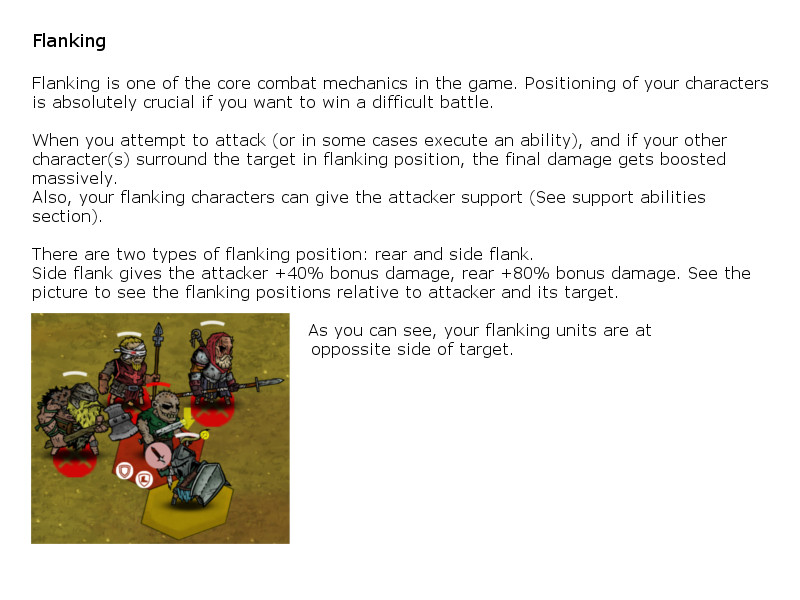 Flanking
Flanking is one of the core combat mechanics in the game. Positioning of your characters
is absolutely crucial if you want to win a difficult battle.
When you attempt to attack (or in some cases execute an ability), and if your other
character(s) surround the target in flanking position, the final damage gets boosted
massively.
Also, your flanking characters can give the attacker support (See support abilities
section).
There are two types of flanking position: rear and side flank.
Side flank gives the attacker +40% bonus damage, rear +80% bonus damage. See the
picture to see the flanking positions relative to attacker and its target.
As you can see, your flanking units are at
oppossite side of target.